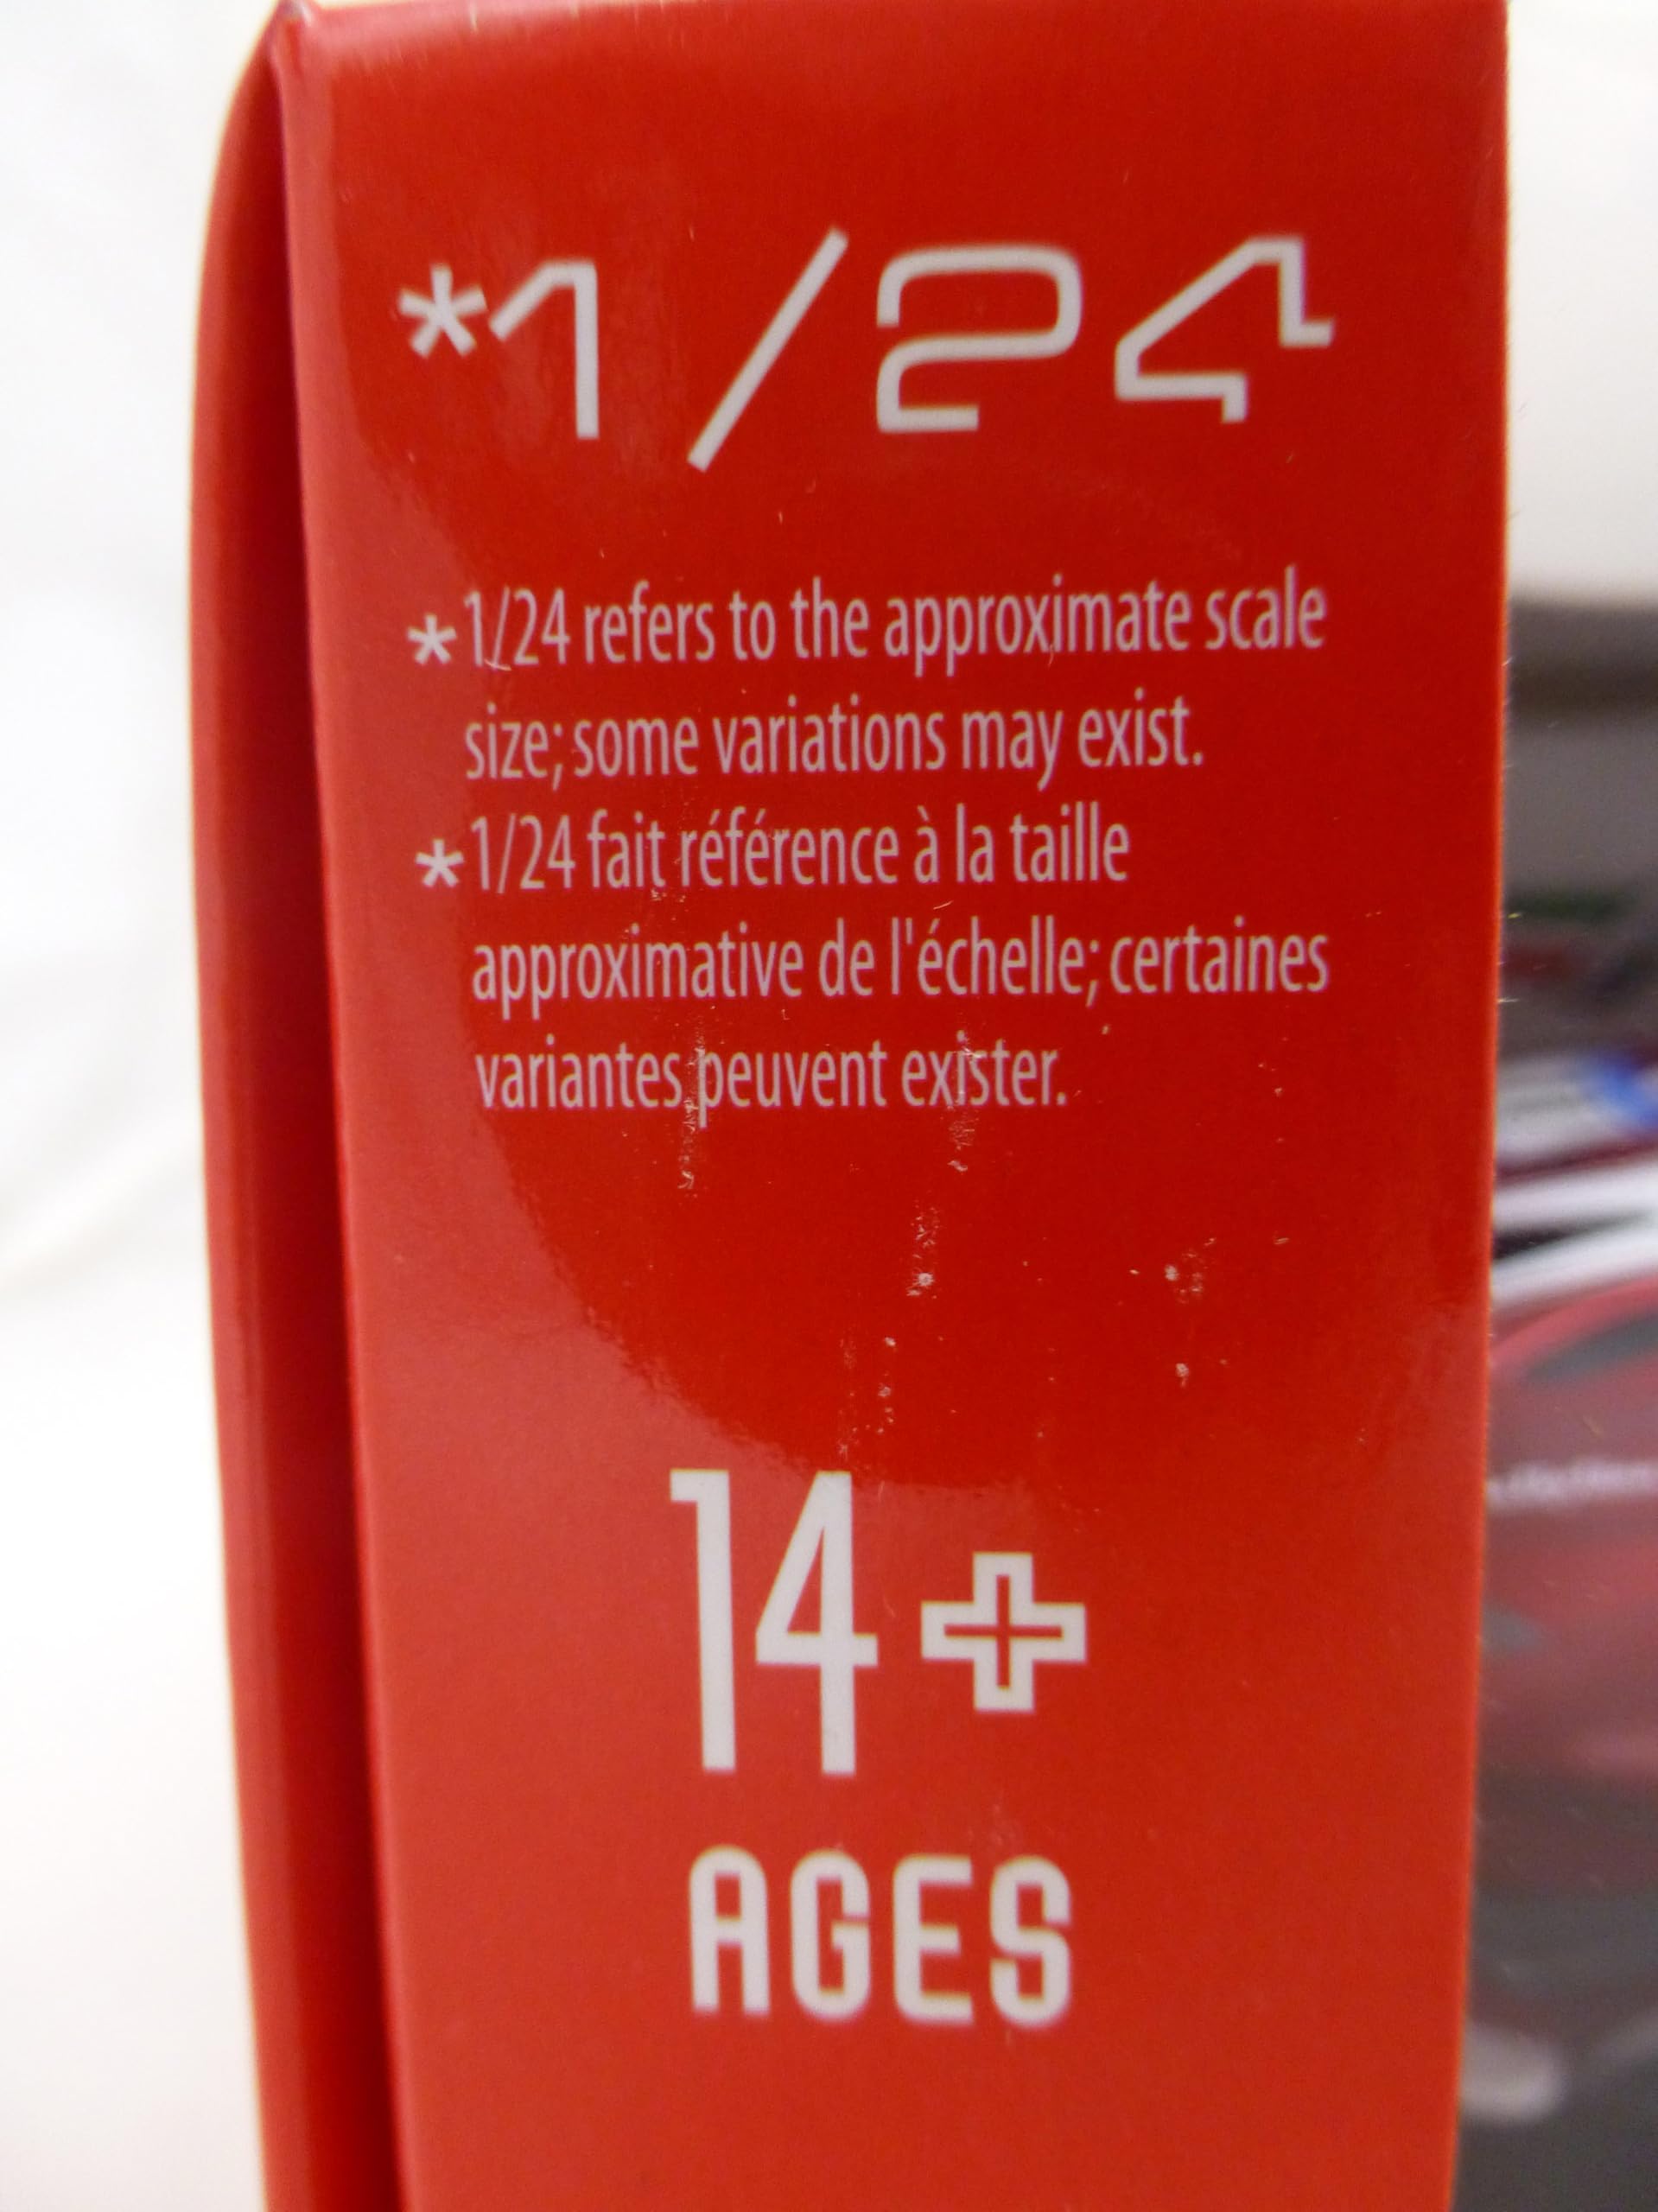 *1/24
*1/24 refers to the approximate scale
size; some variations may exist.
*1/24 fait référence à la taille
approximative de l'échelle; certaines
variantes peuvent exister.
14+
AGES